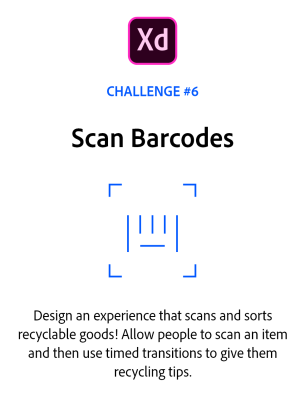 Xd
CHALLENGE #6
Scan Barcodes
Design an experience that scans and sorts
recyclable goods! Allow people to scan an item
and then use timed transitions to give them
recycling tips.